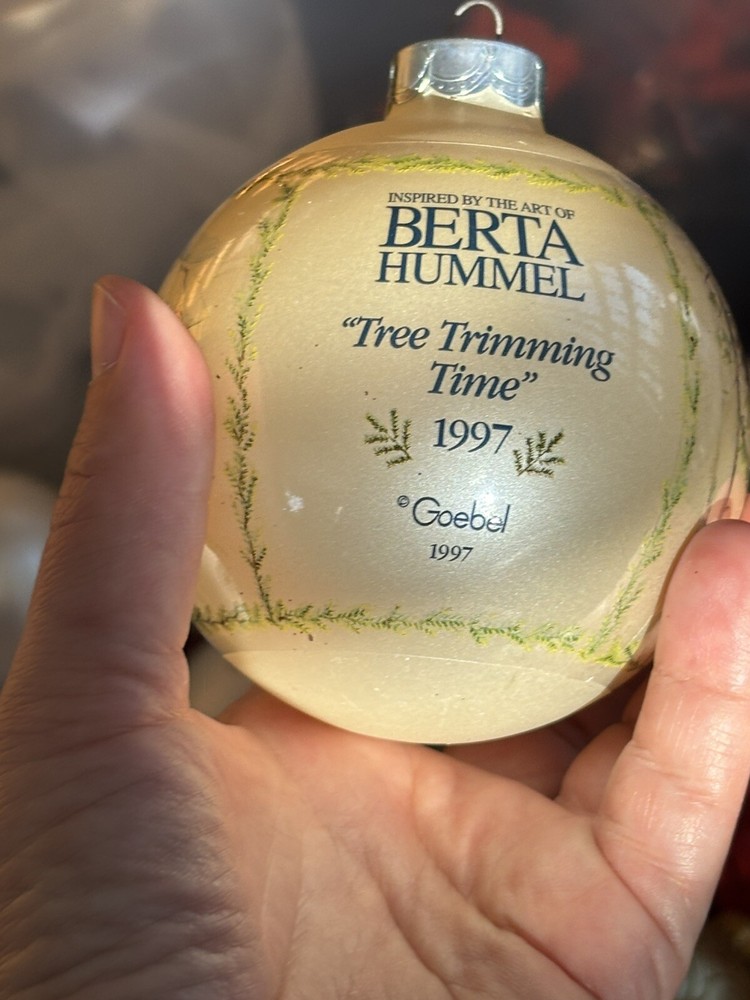 INSPIRED BY THE ART OF
BERTA
HUMMEL
“Tree Trimming
Time”
1997
© Goebel
1997